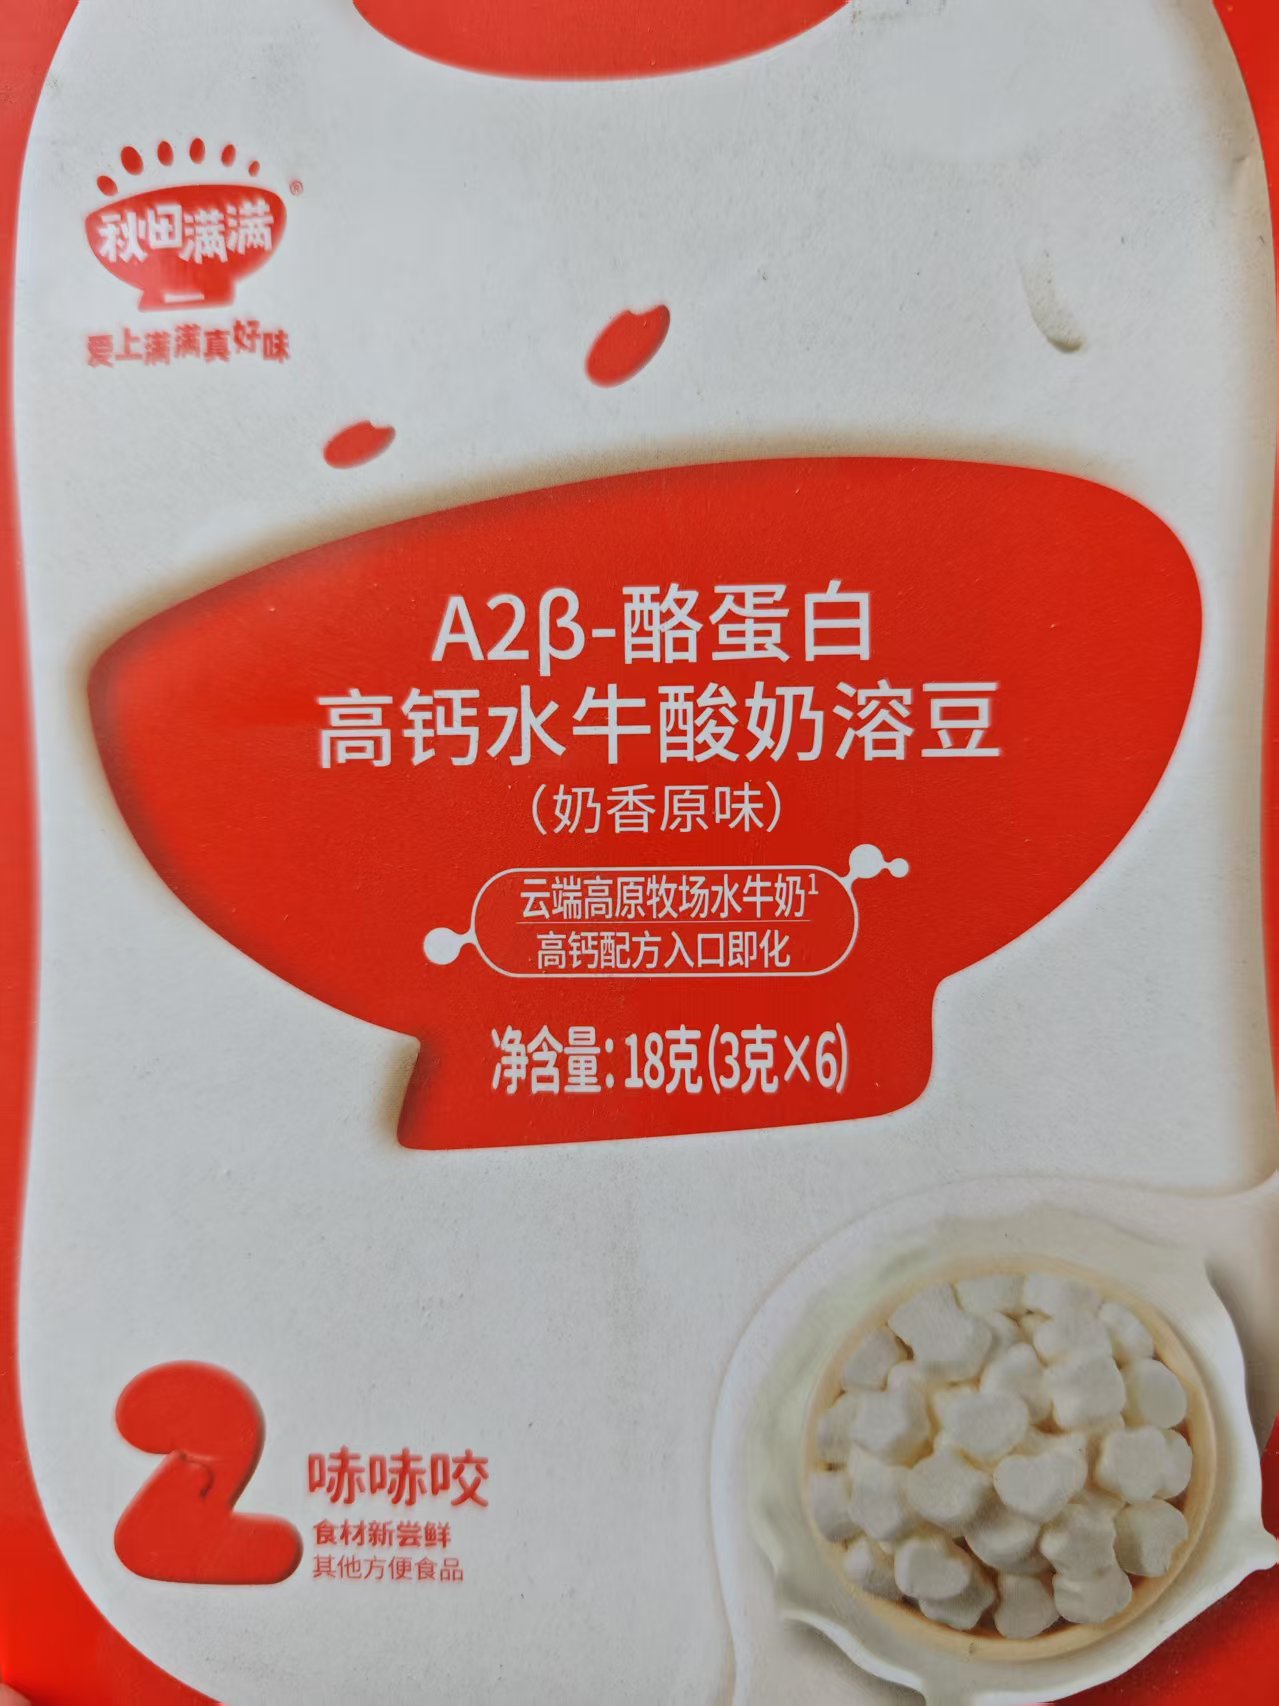 秋田满满®
爱上满满真好味
A2β-酪蛋白
高钙水牛酸奶溶豆
（奶香原味）
云端高原牧场水牛奶¹
高钙配方入口即化
净含量：18克(3克×6)
2
哧哧咬
食材新尝鲜
其他方便食品